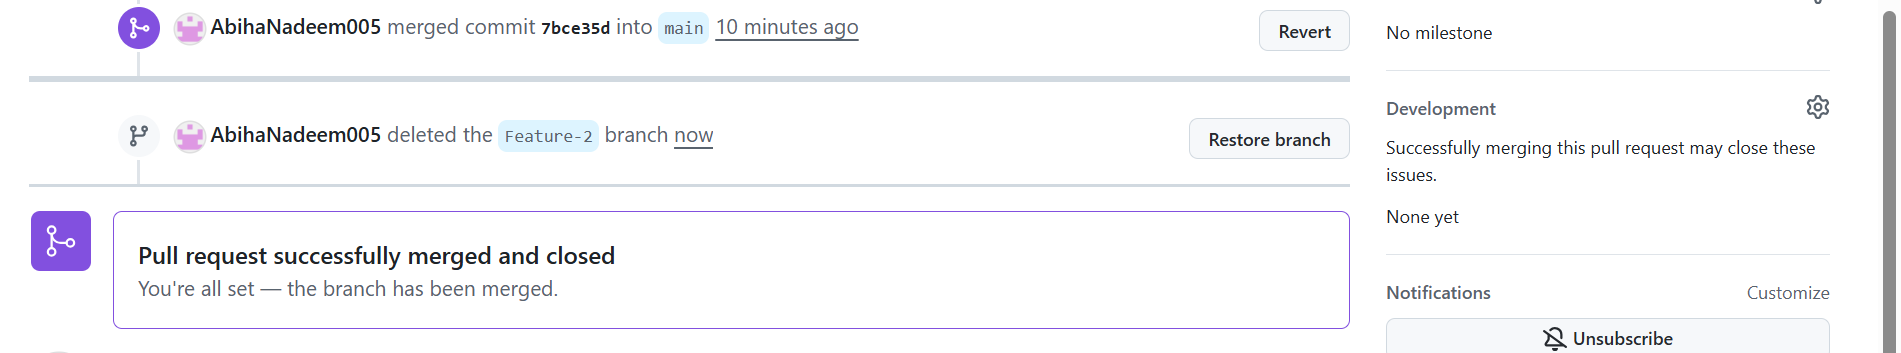 AbihaNadeem005 merged commit 7bce35d into main 10 minutes ago
Revert
AbihaNadeem005 deleted the Feature-2 branch now
Restore branch
Pull request successfully merged and closed
You're all set — the branch has been merged.
No milestone
Development
Successfully merging this pull request may close these
issues.
None yet
Notifications
Customize
Unsubscribe